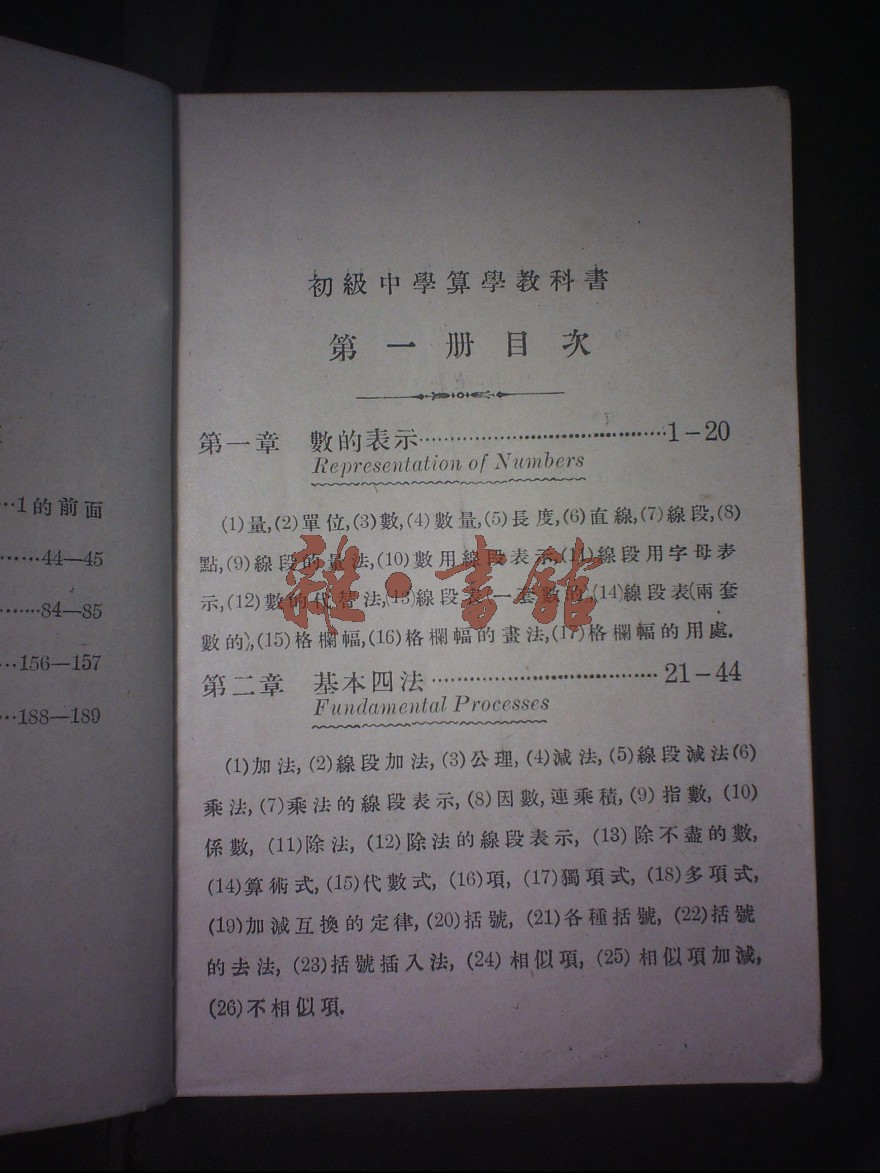 …1的前面
……44—45
……84—85
…156—157
…188—189
初級中學算學教科書
第一册目次
第一章 數的表示……………………1-20
Representation of Numbers
(1)量,(2)單位,(3)數,(4)數量,(5)長度,(6)直線,(7)線段,(8)
點,(9)線段的量法,(10)數用線段表示,(11)線段用字母表
示,(12)數的代替法,(13)線段表(一套數的),(14)線段表(兩套
數的),(15)格欄幅,(16)格欄幅的畫法,(17)格欄幅的用處.
雜·書館
第二章 基本四法……………………21-44
Fundamental Processes
(1)加法,(2)線段加法,(3)公理,(4)減法,(5)線段減法(6)
乘法,(7)乘法的線段表示,(8)因數,連乘積,(9)指數,(10)
係數,(11)除法,(12)除法的線段表示,(13)除不盡的數,
(14)算術式,(15)代數式,(16)項,(17)獨項式,(18)多項式,
(19)加減互換的定律,(20)括號,(21)各種括號,(22)括號
的去法,(23)括號插入法,(24)相似項,(25)相似項加減,
(26)不相似項.